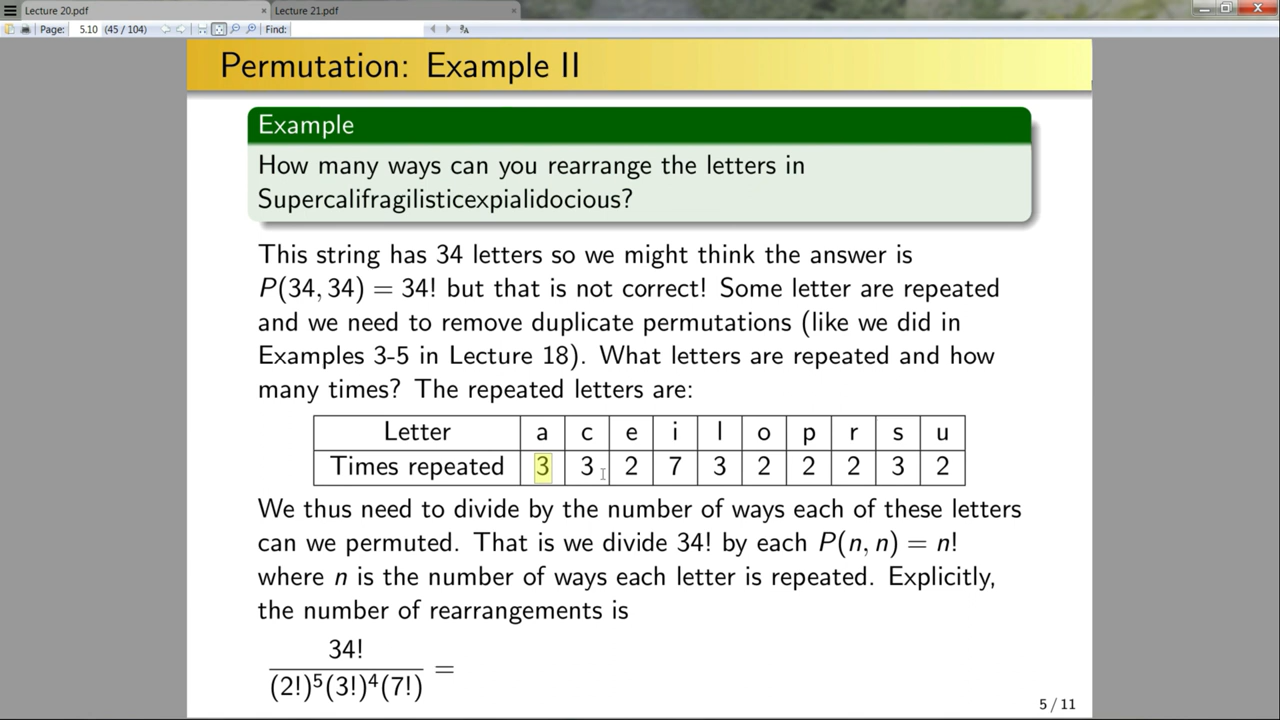 Lecture 20.pdf × Lecture 21.pdf ×
Page: 5.10 (45 / 104) Find:
Permutation: Example II
Example
How many ways can you rearrange the letters in
Supercalifragilisticexpialidocious?
This string has 34 letters so we might think the answer is
P(34, 34) = 34! but that is not correct! Some letter are repeated
and we need to remove duplicate permutations (like we did in
Examples 3-5 in Lecture 18). What letters are repeated and how
many times? The repeated letters are:
Letter a c e i l o p r s u
Times repeated 3 3 2 7 3 2 2 2 3 2
We thus need to divide by the number of ways each of these letters
can we permuted. That is we divide 34! by each P(n, n) = n!
where n is the number of ways each letter is repeated. Explicitly,
the number of rearrangements is
34!
(2!)⁵(3!)⁴(7!) =
5 / 11